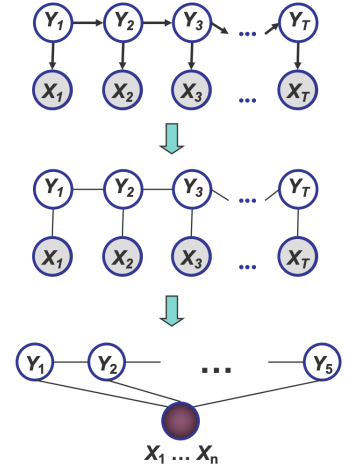 Y1 Y2 Y3 ... YT
X1 X2 X3 ... XT
Y1 Y2 Y3 ... YT
X1 X2 X3 ... XT
Y1 Y2 ... Y5
X1 ... Xn